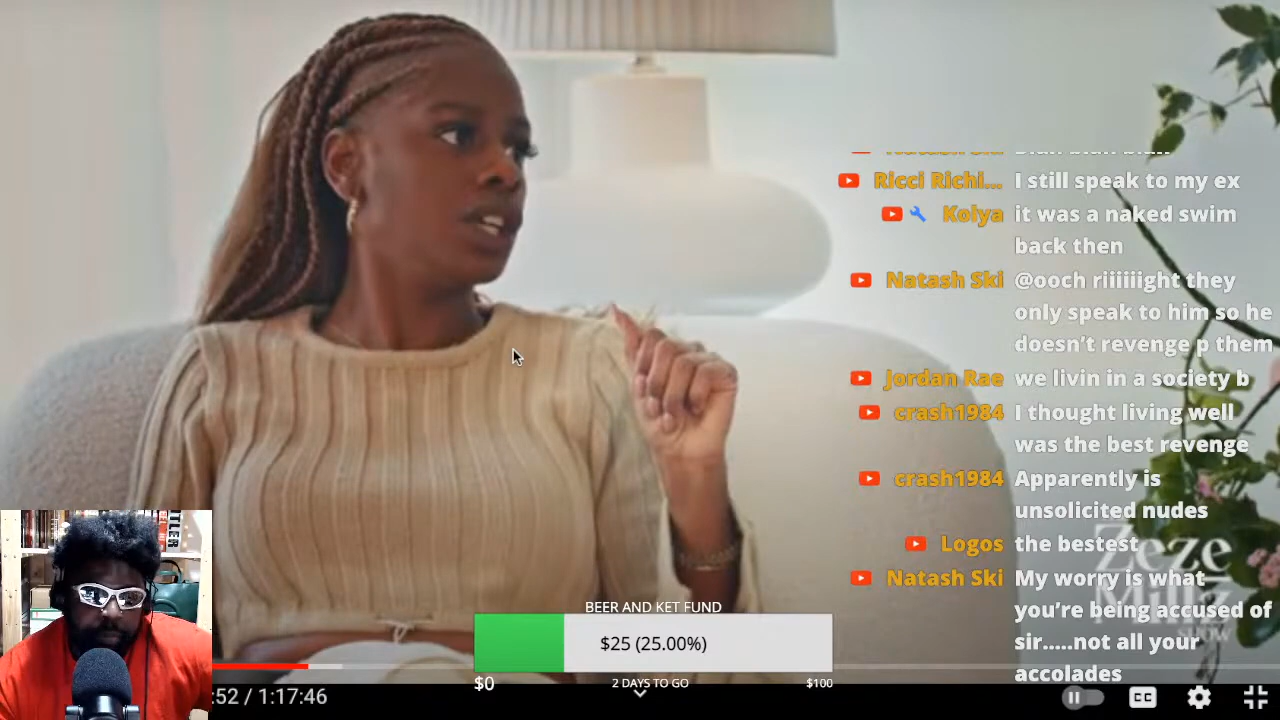 Ricci Richi... I still speak to my ex
Kolya it was a naked swim
back then
Natash Ski @ooch riiiiiight they
only speak to him so he
doesn't revenge p them
Jordan Rae we livin in a society b
crash1984 I thought living well
was the best revenge
crash1984 Apparently is
unsolicited nudes
Logos the bestest
Natash Ski My worry is what
you're being accused of
sir.....not all your
accolades
Zeze
Millz
SHOW
BEER AND KET FUND
$25 (25.00%)
$0 2 DAYS TO GO $100
:52 / 1:17:46
CC